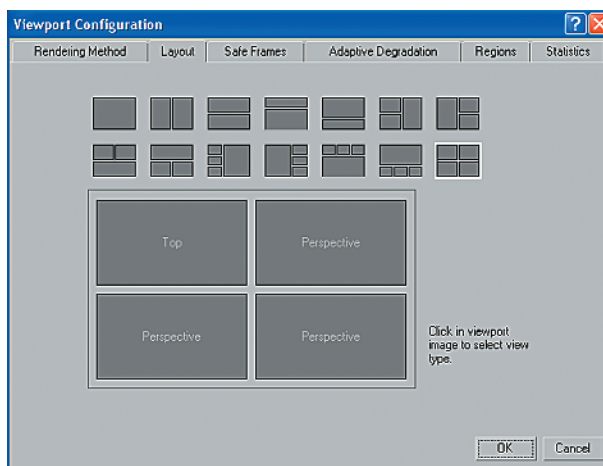 Viewport Configuration
Rendering Method Layout Safe Frames Adaptive Degradation Regions Statistics
Top Perspective
Perspective Perspective
Click in viewport
image to select view
type.
OK Cancel